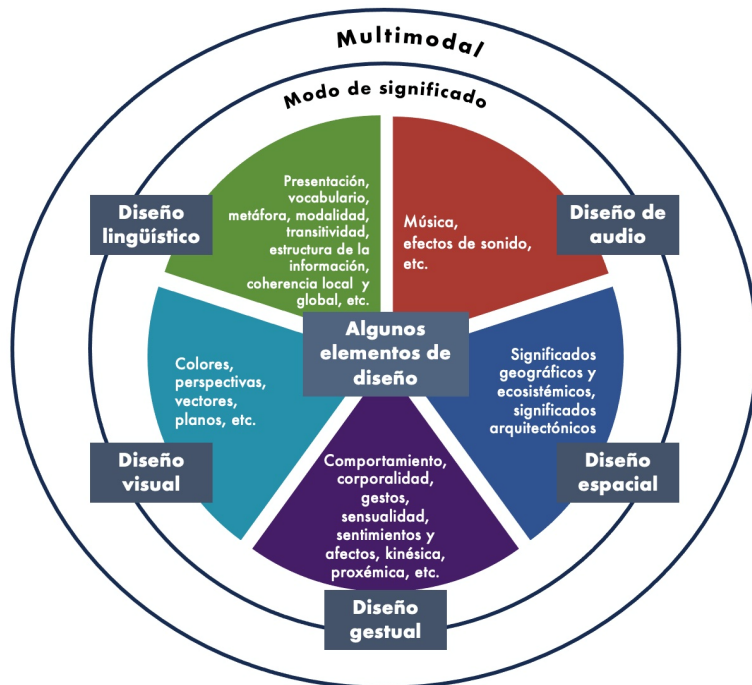 Multimodal
Modo de significado
Diseño
lingüístico
Presentación,
vocabulario,
metáfora, modalidad,
transitividad,
estructura de la
información,
coherencia local y
global, etc.
Diseño de
audio
Música,
efectos de sonido,
etc.
Algunos
elementos de
diseño
Colores,
perspectivas,
vectores,
planos, etc.
Diseño
visual
Significados
geográficos y
ecosistémicos,
significados
arquitectónicos
Diseño
espacial
Comportamiento,
corporalidad,
gestos,
sensualidad,
sentimientos y
afectos, kinésica,
proxémica, etc.
Diseño
gestual